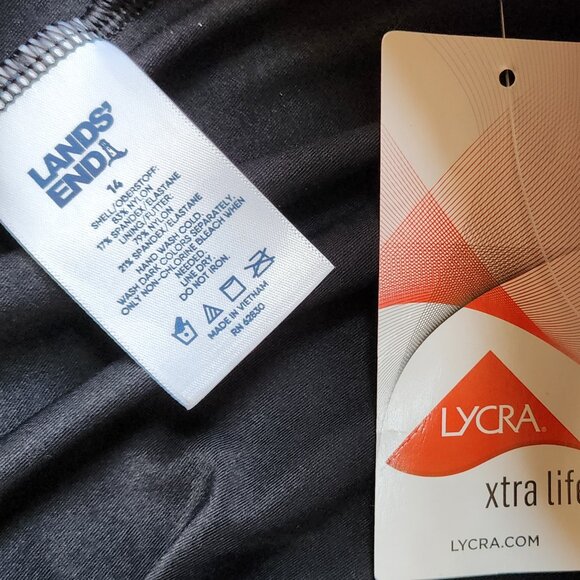 LANDS'
END
14
SHELL/OBERSTOFF:
83% NYLON
17% SPANDEX/ELASTANE
LINING/FUTTER:
79% NYLON
21% SPANDEX/ELASTANE
HAND WASH COLD.
WASH DARK COLORS SEPARATELY.
ONLY NON-CHLORINE BLEACH WHEN
NEEDED.
LINE DRY.
DO NOT IRON.
MADE IN VIETNAM
RN 62830
LYCRA®
xtra life
LYCRA.COM